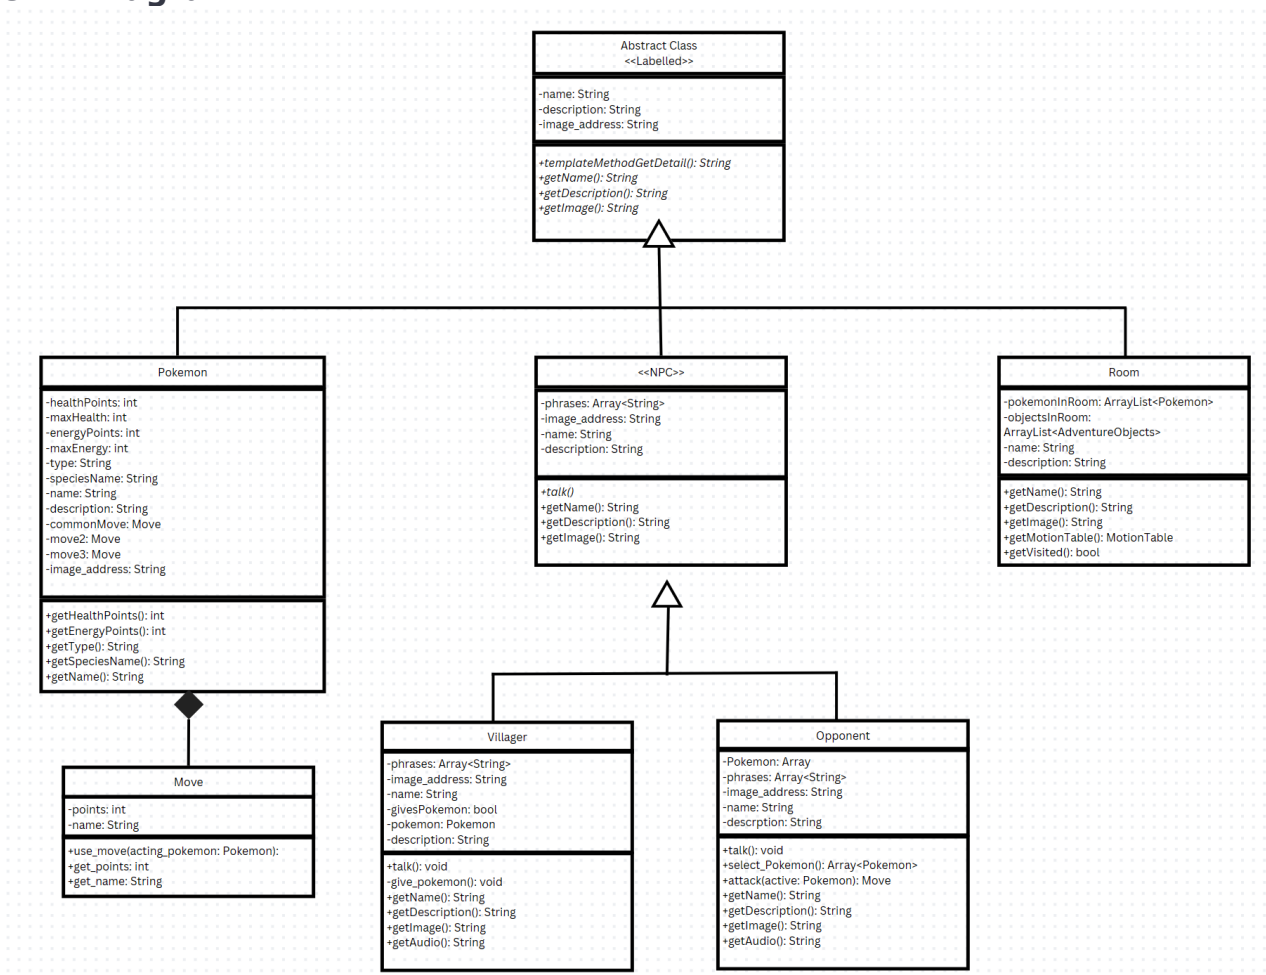 Abstract Class
<<Labelled>>
-name: String
-description: String
-image_address: String
+templateMethodGetDetail(): String
+getName(): String
+getDescription(): String
+getImage(): String
Pokemon
-healthPoints: int
-maxHealth: int
-energyPoints: int
-maxEnergy: int
-type: String
-speciesName: String
-name: String
-description: String
-commonMove: Move
-move2: Move
-move3: Move
-image_address: String
+getHealthPoints(): int
+getEnergyPoints(): int
+getType(): String
+getSpeciesName(): String
+getName(): String
<<NPC>>
-phrases: Array<String>
-image_address: String
-name: String
-description: String
+talk()
+getName(): String
+getDescription(): String
+getImage(): String
Room
-pokemonInRoom: ArrayList<Pokemon>
-objectsInRoom:
ArrayList<AdventureObjects>
-name: String
-description: String
+getName(): String
+getDescription(): String
+getImage(): String
+getMotionTable(): MotionTable
+getVisited(): bool
Move
-points: int
-name: String
+use_move(acting_pokemon: Pokemon):
+get_points: int
+get_name: String
Villager
-phrases: Array<String>
-image_address: String
-name: String
-givesPokemon: bool
-pokemon: Pokemon
-description: String
+talk(): void
-give_pokemon(): void
+getName(): String
+getDescription(): String
+getImage(): String
+getAudio(): String
Opponent
-Pokemon: Array
-phrases: Array<String>
-image_address: String
-name: String
-descrption: String
+talk(): void
+select_Pokemon(): Array<Pokemon>
+attack(active: Pokemon): Move
+getName(): String
+getDescription(): String
+getImage(): String
+getAudio(): String